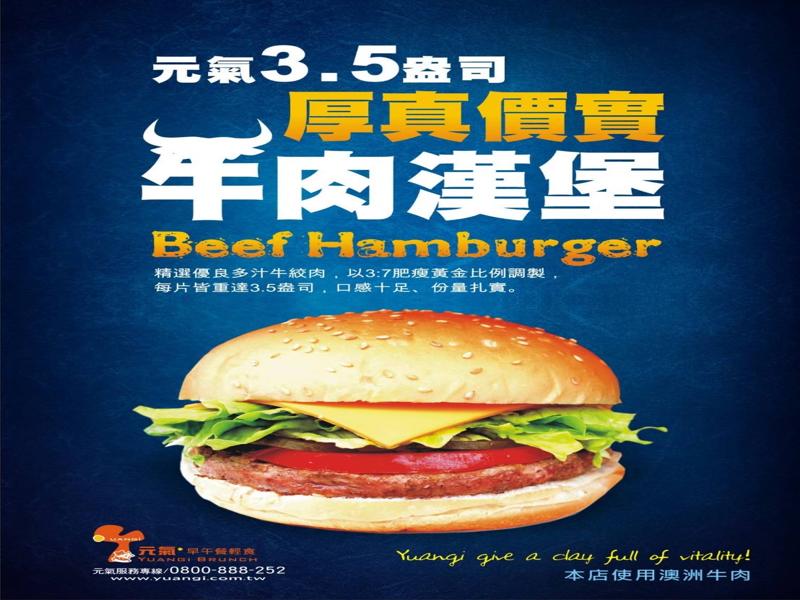 元氣3.5盎司
厚真價實
牛肉漢堡
Beef Hamburger
精選優良多汁牛絞肉，以3:7肥瘦黃金比例調製，
每片皆重達3.5盎司，口感十足、份量扎實。
YUANGI
元氣 早午餐輕食
YUANGI BRUNCH
元氣服務專線/0800-888-252
www.yuangi.com.tw
Yuangi give a day full of vitality!
本店使用澳洲牛肉